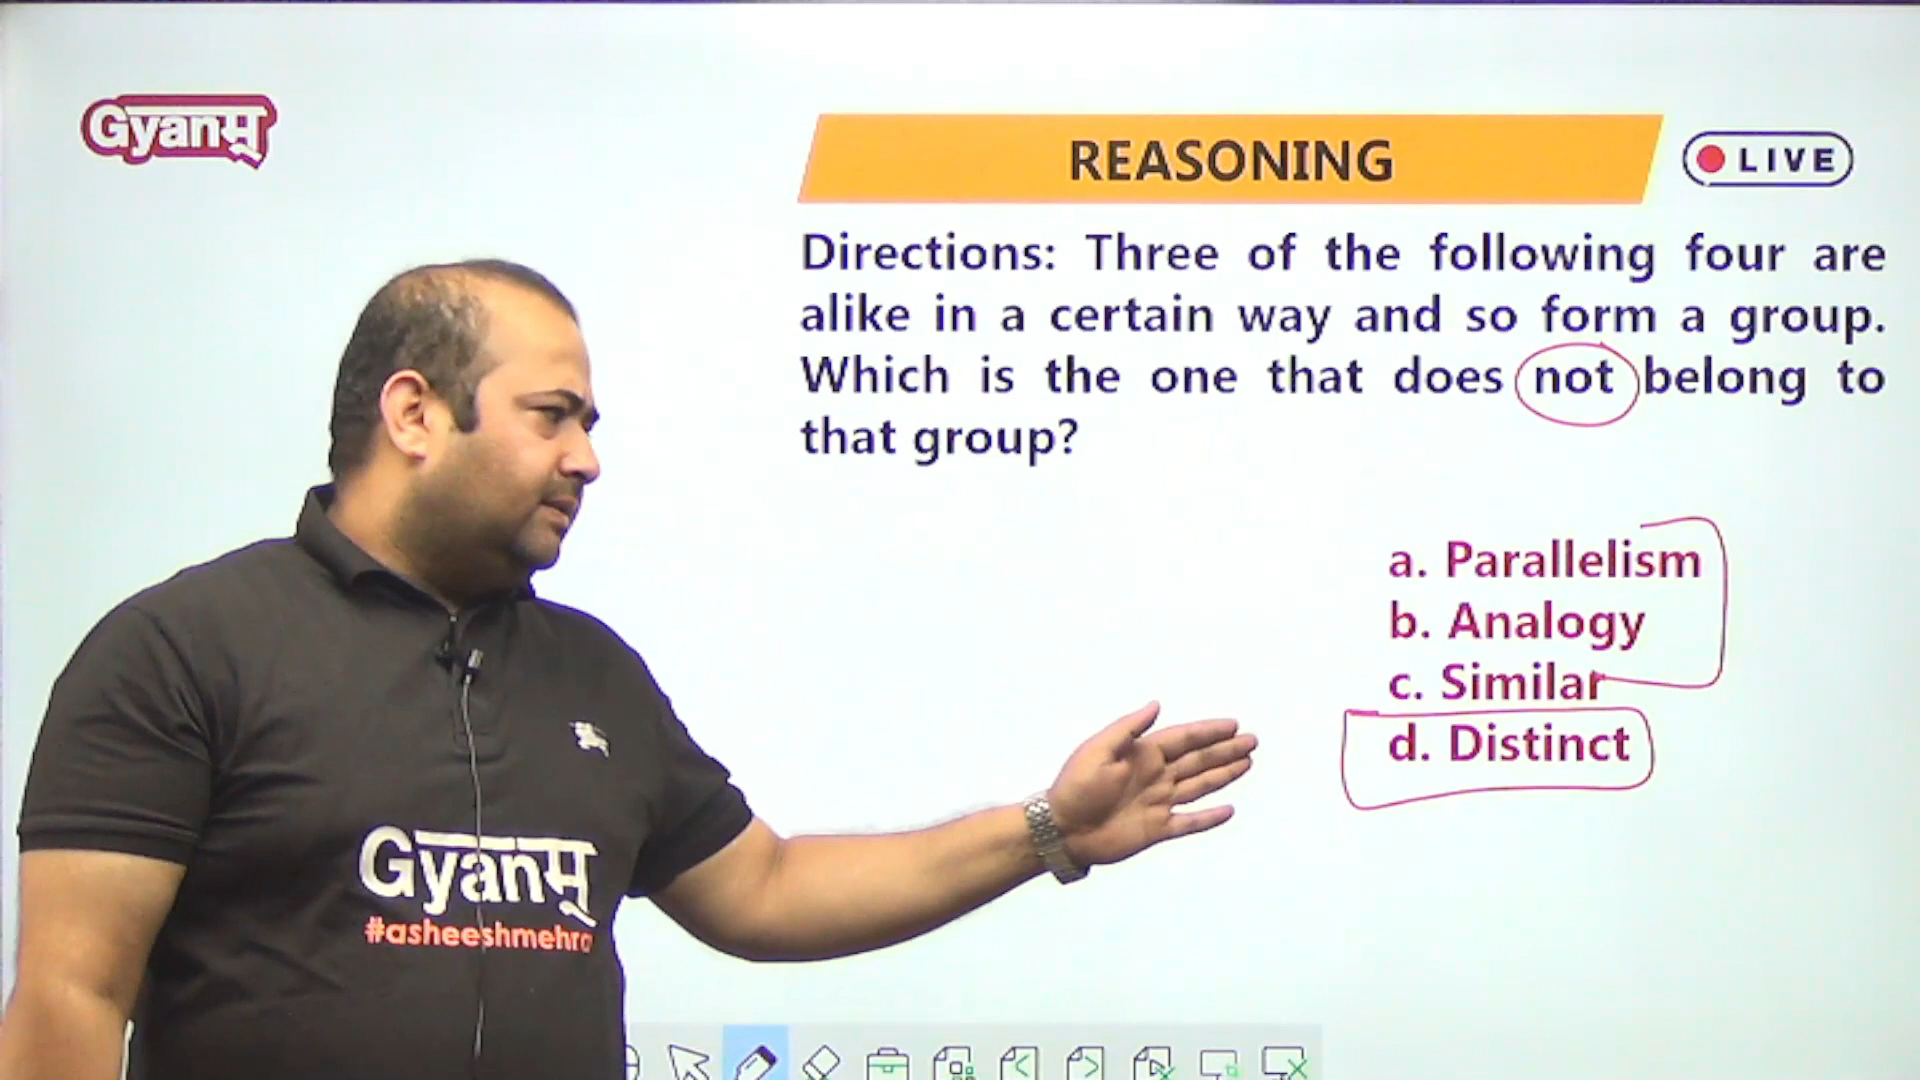 Gyanम्
REASONING
LIVE
Directions: Three of the following four are
alike in a certain way and so form a group.
Which is the one that does not belong to
that group?
a. Parallelism
b. Analogy
c. Similar
d. Distinct
Gyanम्
#asheeshmehra